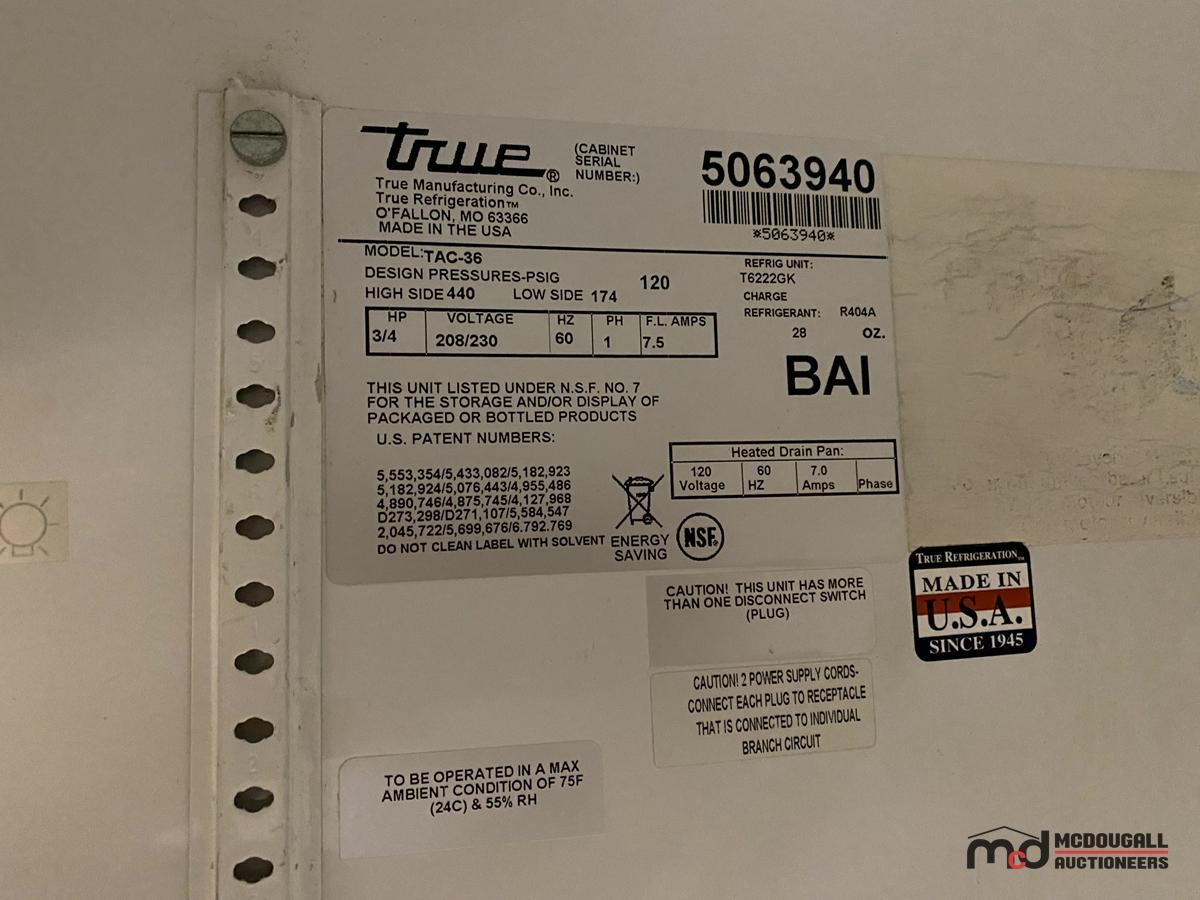 true®
(CABINET
SERIAL
NUMBER:)
5063940
*5063940*
True Manufacturing Co., Inc.
True Refrigeration™
O'FALLON, MO 63366
MADE IN THE USA
MODEL:TAC-36
DESIGN PRESSURES-PSIG 120
HIGH SIDE 440 LOW SIDE 174
REFRIG UNIT:
T6222GK
CHARGE
REFRIGERANT: R404A
28 OZ.
HP VOLTAGE HZ PH F.L. AMPS
3/4 208/230 60 1 7.5
BAI
THIS UNIT LISTED UNDER N.S.F. NO. 7
FOR THE STORAGE AND/OR DISPLAY OF
PACKAGED OR BOTTLED PRODUCTS
U.S. PATENT NUMBERS:
5,553,354/5,433,082/5,182,923
5,182,924/5,076,443/4,955,486
4,890,746/4,875,745/4,127,968
D273,298/D271,107/5,584,547
2,045,722/5,699,676/6.792.769
DO NOT CLEAN LABEL WITH SOLVENT
ENERGY
SAVING
NSF®
Heated Drain Pan:
120 60 7.0
Voltage HZ Amps Phase
CAUTION! THIS UNIT HAS MORE
THAN ONE DISCONNECT SWITCH
(PLUG)
CAUTION! 2 POWER SUPPLY CORDS-
CONNECT EACH PLUG TO RECEPTACLE
THAT IS CONNECTED TO INDIVIDUAL
BRANCH CIRCUIT
TRUE REFRIGERATION™
MADE IN
U.S.A.
SINCE 1945
TO BE OPERATED IN A MAX
AMBIENT CONDITION OF 75F
(24C) & 55% RH
mcd MCDOUGALL
AUCTIONEERS